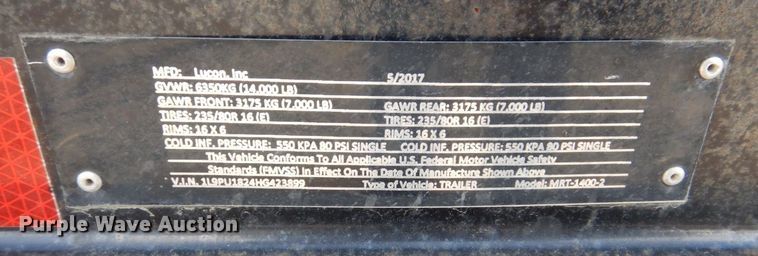 MFD: Lucon, inc 5/2017
GVWR: 6350KG (14,000 LB)
GAWR FRONT: 3175 KG (7,000 LB) GAWR REAR: 3175 KG (7,000 LB)
TIRES: 235/80R 16 (E) TIRES: 235/80R 16 (E)
RIMS: 16 X 6 RIMS: 16 X 6
COLD INF. PRESSURE: 550 KPA 80 PSI SINGLE COLD INF. PRESSURE: 550 KPA 80 PSI SINGLE
This Vehicle Conforms To All Applicable U.S. Federal Motor Vehicle Safety
Standards (FMVSS) In Effect On The Date Of Manufacture Shown Above
V.I.N. 1L9PU1824HG423899 Type of Vehicle: TRAILER Model: MRT-1400-2
Purple Wave Auction